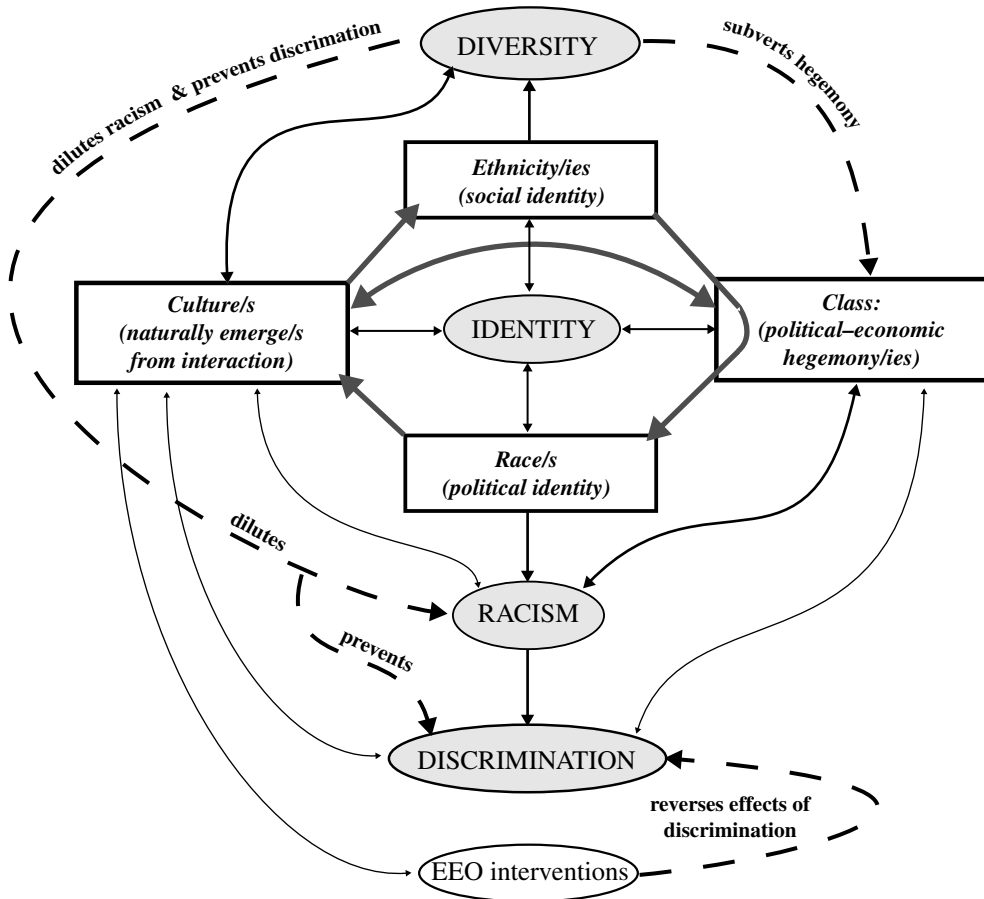 DIVERSITY
dilutes racism & prevents discrimation
subverts hegemony
Ethnicity/ies
(social identity)
Culture/s
(naturally emerge/s
from interaction)
IDENTITY
Class:
(political–economic
hegemony/ies)
Race/s
(political identity)
dilutes
RACISM
prevents
DISCRIMINATION
reverses effects of
discrimination
EEO interventions